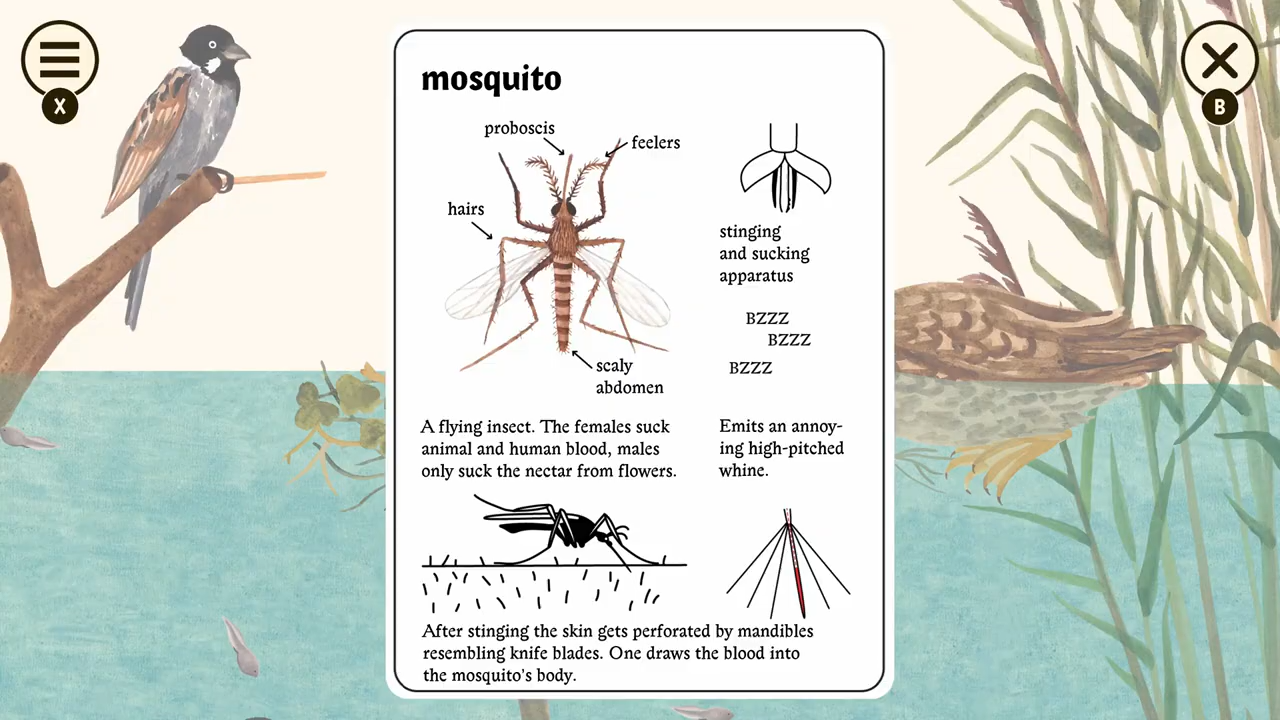 X
B
mosquito
proboscis
feelers
hairs
scaly
abdomen
stinging
and sucking
apparatus
BZZZ
BZZZ
BZZZ
A flying insect. The females suck
animal and human blood, males
only suck the nectar from flowers.
Emits an annoy-
ing high-pitched
whine.
After stinging the skin gets perforated by mandibles
resembling knife blades. One draws the blood into
the mosquito's body.